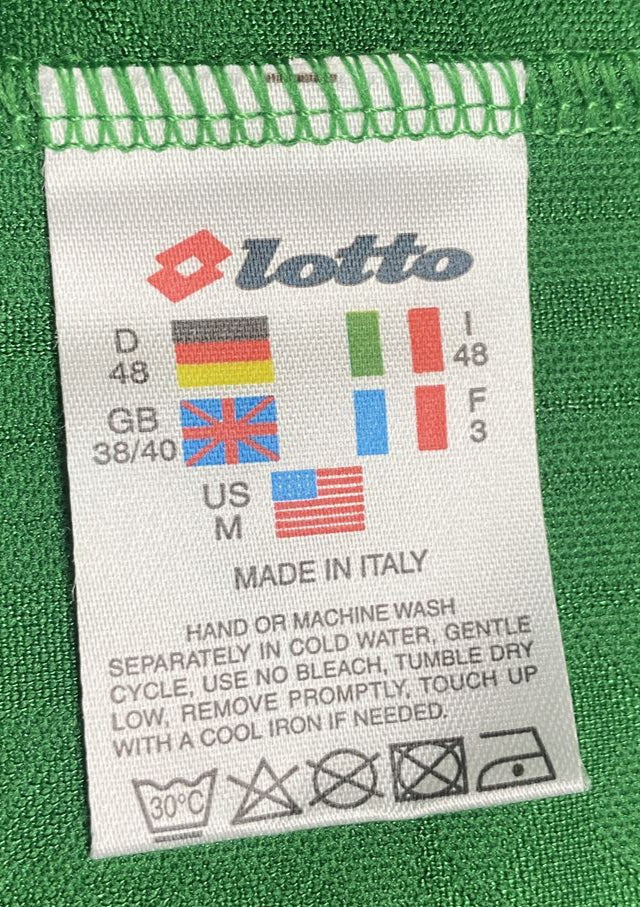 lotto
D
48
I
48
GB
38/40
F
3
US
M
MADE IN ITALY
HAND OR MACHINE WASH
SEPARATELY IN COLD WATER, GENTLE
CYCLE, USE NO BLEACH, TUMBLE DRY
LOW, REMOVE PROMPTLY, TOUCH UP
WITH A COOL IRON IF NEEDED.
30°C